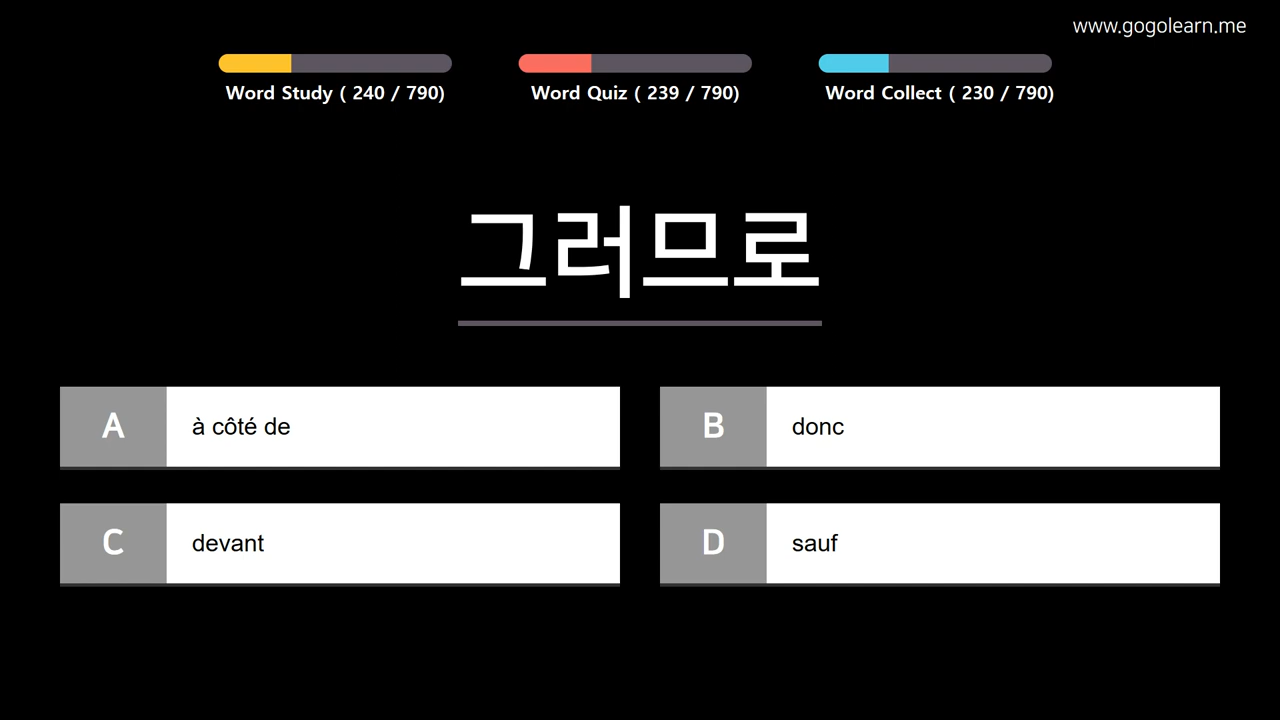 www.gogolearn.me
Word Study ( 240 / 790)
Word Quiz ( 239 / 790)
Word Collect ( 230 / 790)
그러므로
A à côté de
B donc
C devant
D sauf